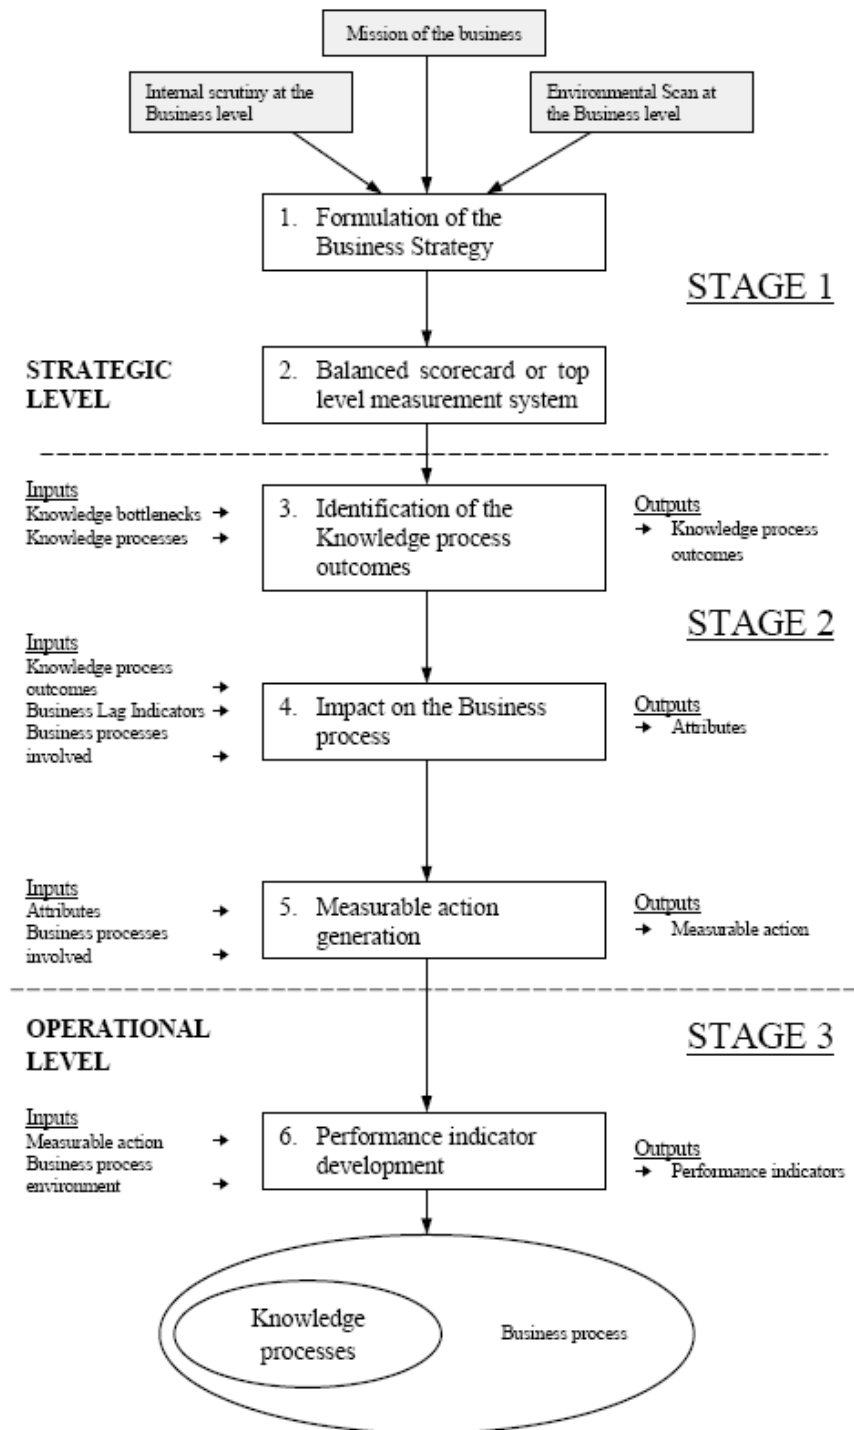 Mission of the business
Internal scrutiny at the
Business level
Environmental Scan at
the Business level
1. Formulation of the
Business Strategy
STAGE 1
STRATEGIC
LEVEL
2. Balanced scorecard or top
level measurement system
Inputs
Knowledge bottlenecks
Knowledge processes
3. Identification of the
Knowledge process
outcomes
Outputs
Knowledge process
outcomes
STAGE 2
Inputs
Knowledge process
outcomes
Business Lag Indicators
Business processes
involved
4. Impact on the Business
process
Outputs
Attributes
Inputs
Attributes
Business processes
involved
5. Measurable action
generation
Outputs
Measurable action
OPERATIONAL
LEVEL
STAGE 3
Inputs
Measurable action
Business process
environment
6. Performance indicator
development
Outputs
Performance indicators
Knowledge
processes
Business process